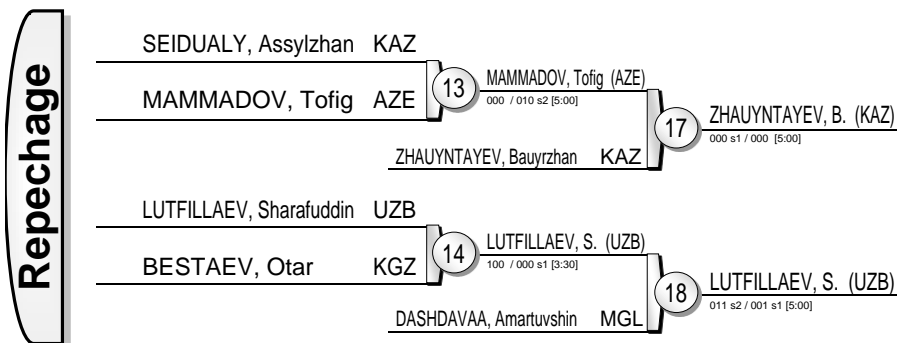 Repechage
SEIDUALY, Assylzhan KAZ
MAMMADOV, Tofig AZE
13
MAMMADOV, Tofig (AZE)
000 / 010 s2 [5:00]
ZHAUYNTAYEV, Bauyrzhan KAZ
17
ZHAUYNTAYEV, B. (KAZ)
000 s1 / 000 [5:00]
LUTFILLAEV, Sharafuddin UZB
BESTAEV, Otar KGZ
14
LUTFILLAEV, S. (UZB)
100 / 000 s1 [3:30]
DASHDAVAA, Amartuvshin MGL
18
LUTFILLAEV, S. (UZB)
011 s2 / 001 s1 [5:00]